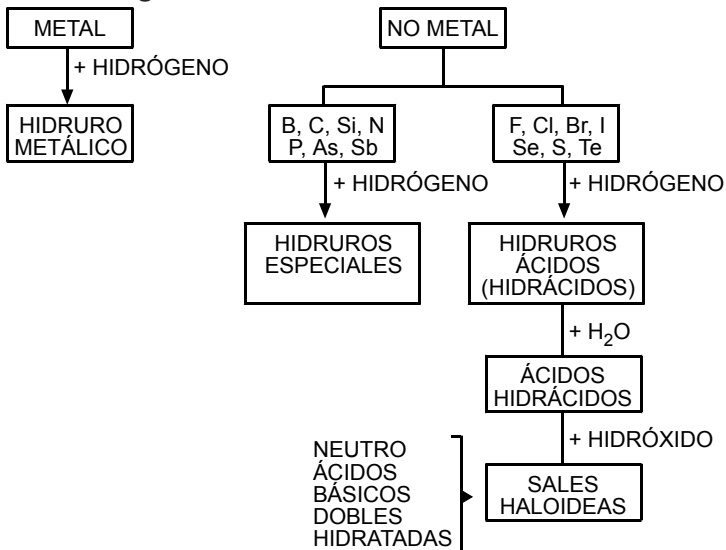 METAL
+ HIDRÓGENO
HIDRURO
METÁLICO
NO METAL
B, C, Si, N
P, As, Sb
+ HIDRÓGENO
HIDRUROS
ESPECIALES
F, Cl, Br, I
Se, S, Te
+ HIDRÓGENO
HIDRUROS
ÁCIDOS
(HIDRÁCIDOS)
+ H₂O
ÁCIDOS
HIDRÁCIDOS
+ HIDRÓXIDO
SALES
HALOIDEAS
NEUTRO
ÁCIDOS
BÁSICOS
DOBLES
HIDRATADAS